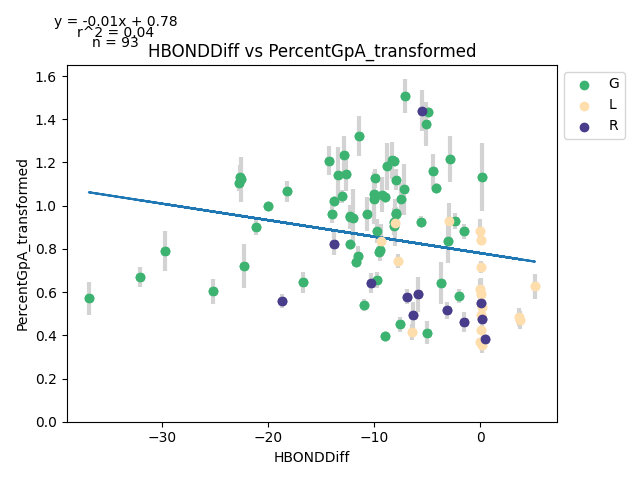 y = -0.01x + 0.78
r^2 = 0.04
n = 93
HBONDDiff vs PercentGpA_transformed
G
L
R
PercentGpA_transformed
1.6
1.4
1.2
1.0
0.8
0.6
0.4
0.2
0.0
−30
−20
−10
0
HBONDDiff